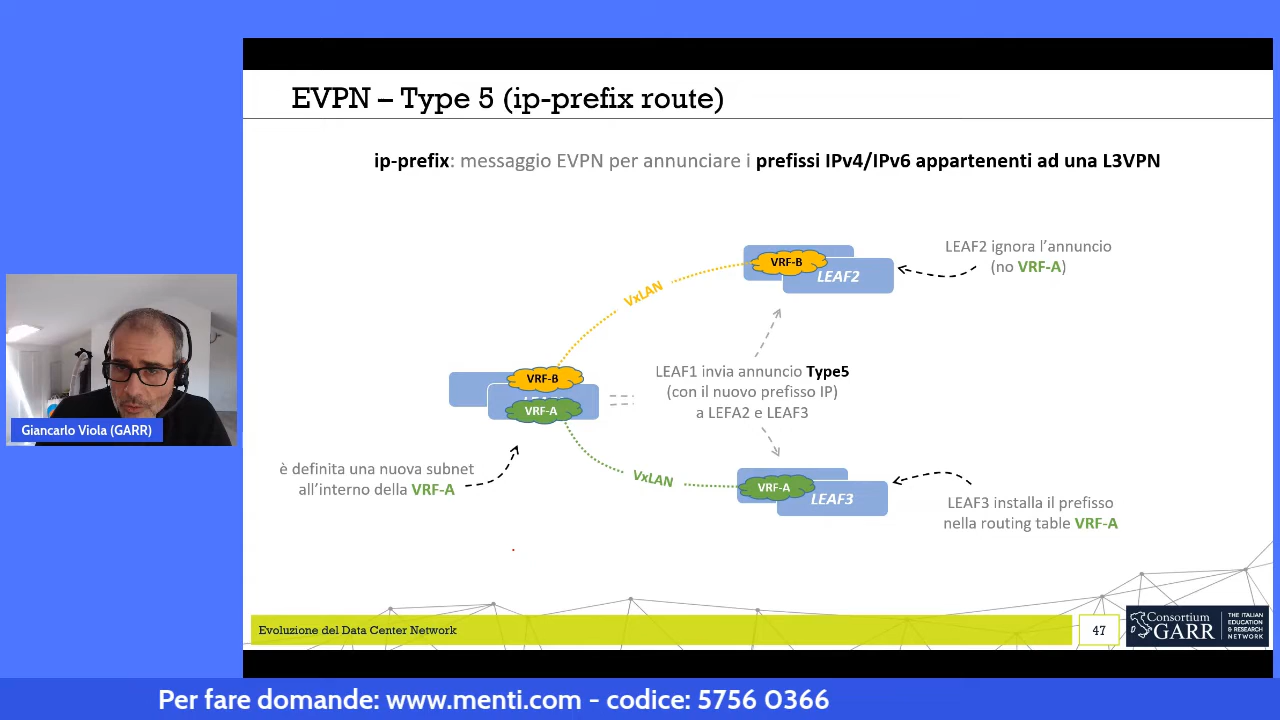 EVPN – Type 5 (ip-prefix route)
ip-prefix: messaggio EVPN per annunciare i prefissi IPv4/IPv6 appartenenti ad una L3VPN
VRF-B
LEAF2
LEAF2 ignora l'annuncio
(no VRF-A)
VxLAN
VRF-B
VRF-A
LEAF1 invia annuncio Type5
(con il nuovo prefisso IP)
a LEFA2 e LEAF3
Giancarlo Viola (GARR)
è definita una nuova subnet
all'interno della VRF-A
VxLAN
VRF-A
LEAF3
LEAF3 installa il prefisso
nella routing table VRF-A
Evoluzione del Data Center Network
47
Consortium
GARR
THE ITALIAN
EDUCATION
& RESEARCH
NETWORK
Per fare domande: www.menti.com - codice: 5756 0366